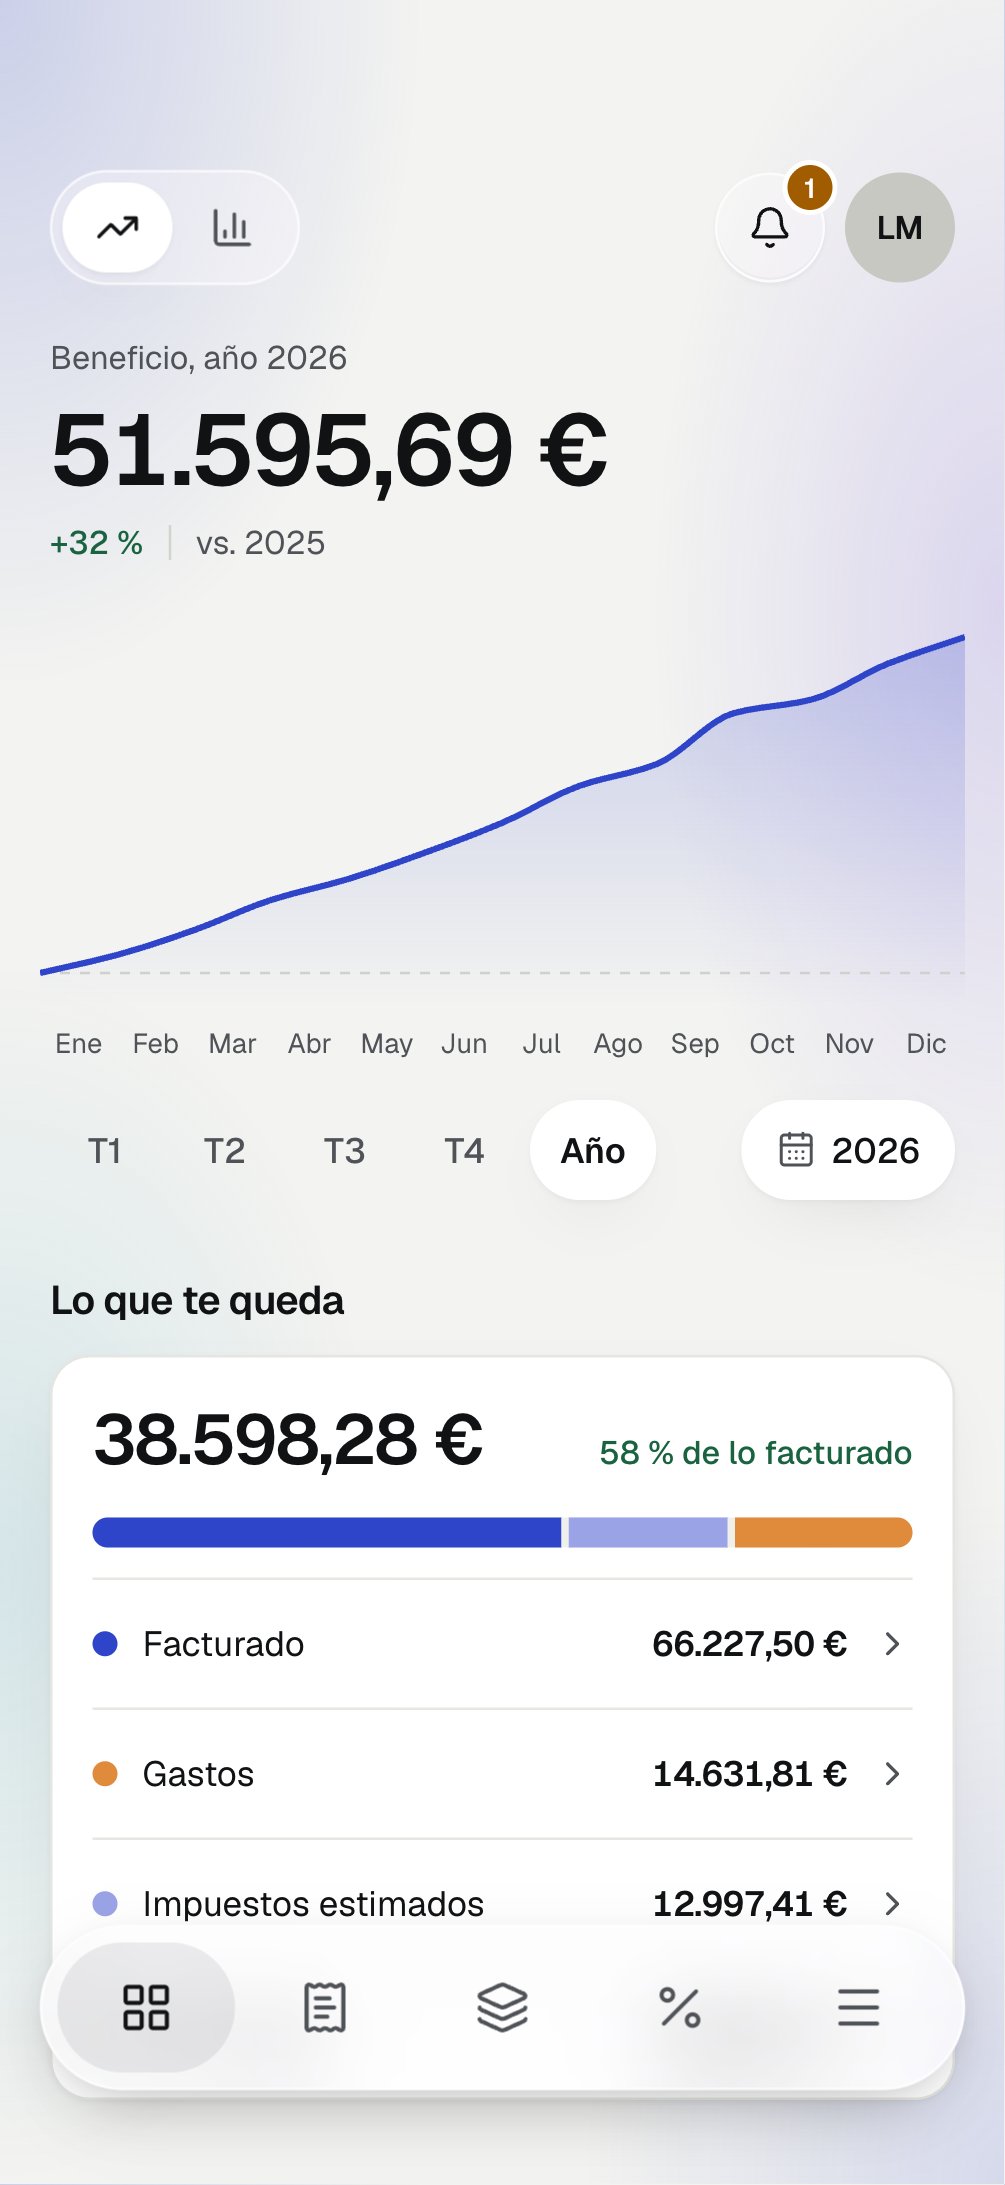 1
LM
Beneficio, año 2026
51.595,69 €
+32 % vs. 2025
Ene Feb Mar Abr May Jun Jul Ago Sep Oct Nov Dic
T1 T2 T3 T4 Año 2026
Lo que te queda
38.598,28 € 58 % de lo facturado
Facturado 66.227,50 €
Gastos 14.631,81 €
Impuestos estimados 12.997,41 €